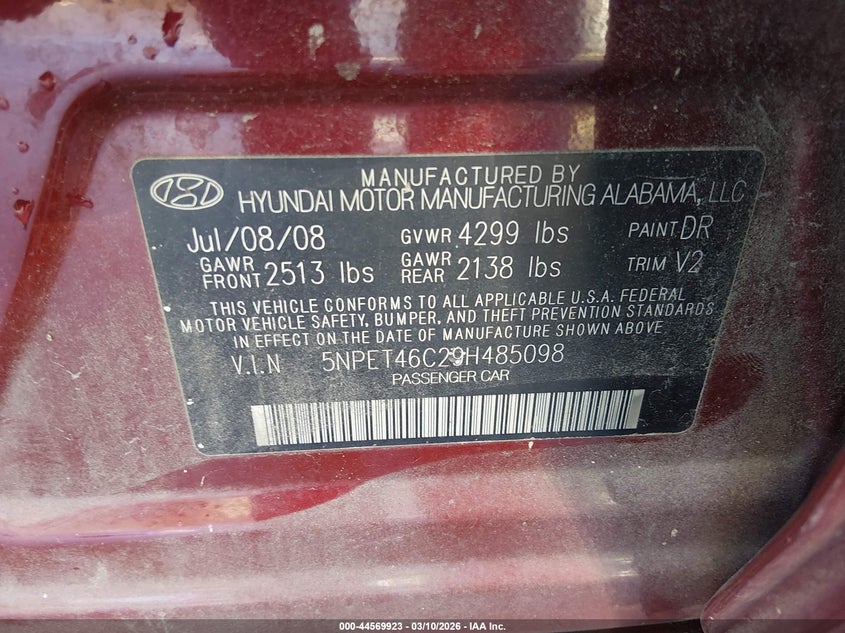 MANUFACTURED BY
HYUNDAI MOTOR MANUFACTURING ALABAMA, LLC
Jul/08/08 GVWR 4299 lbs PAINT DR
GAWR FRONT 2513 lbs GAWR REAR 2138 lbs TRIM V2
THIS VEHICLE CONFORMS TO ALL APPLICABLE U.S.A. FEDERAL
MOTOR VEHICLE SAFETY, BUMPER, AND THEFT PREVENTION STANDARDS
IN EFFECT ON THE DATE OF MANUFACTURE SHOWN ABOVE
V.I.N 5NPET46C29H485098
PASSENGER CAR
000-44569923 - 03/10/2026 - IAA Inc.